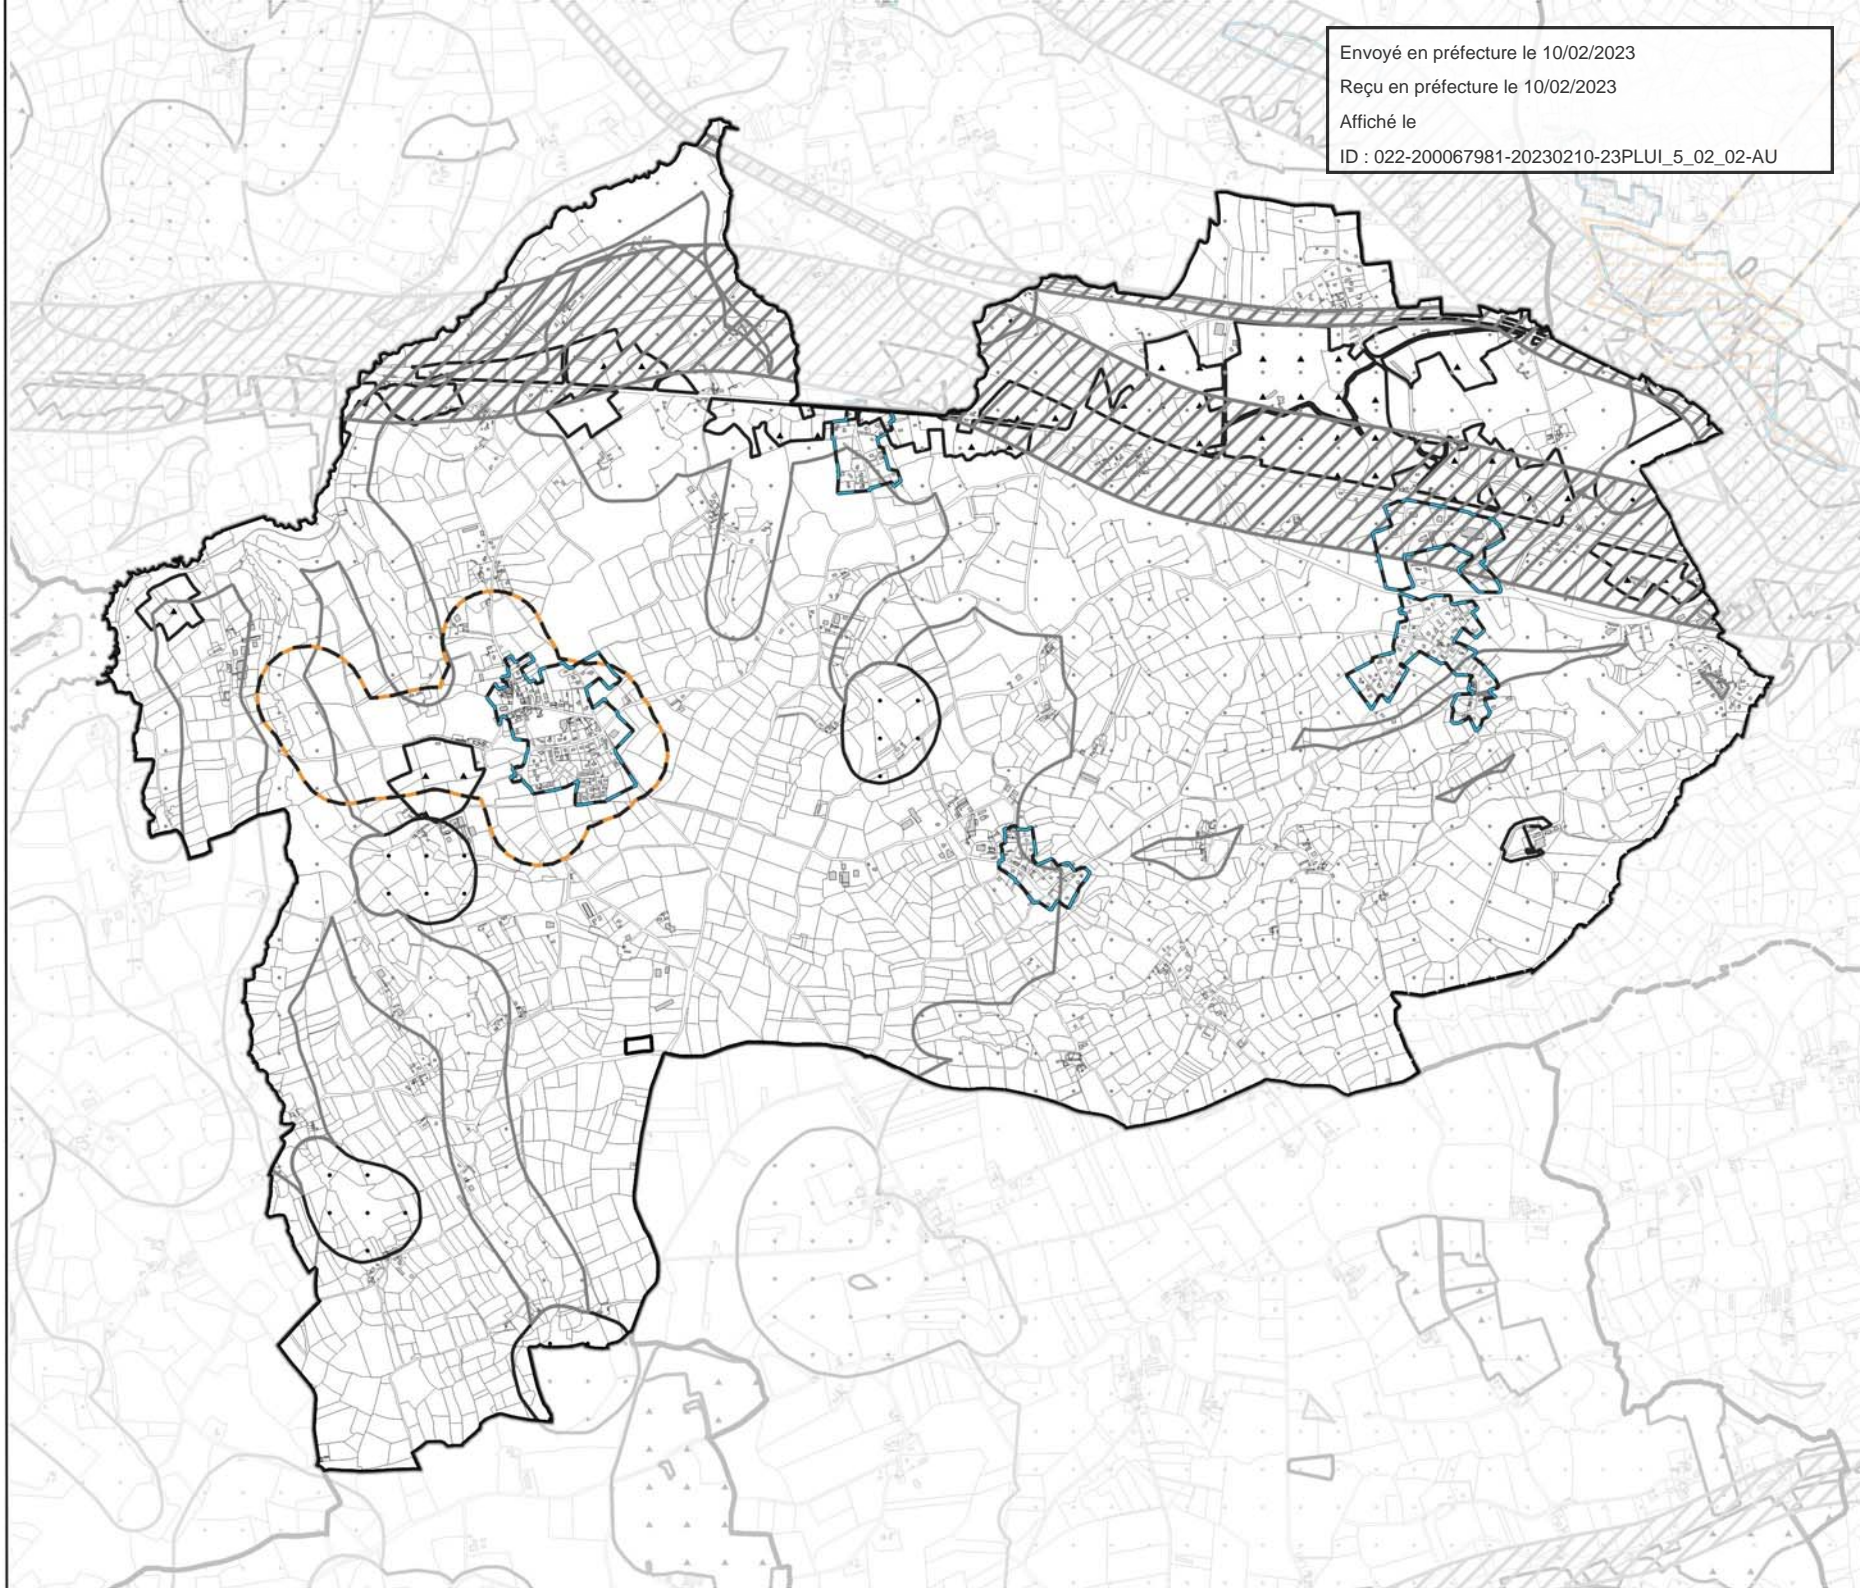 Envoyé en préfecture le 10/02/2023
Reçu en préfecture le 10/02/2023
Affiché le
ID : 022-200067981-20230210-23PLUI_5_02_02-AU